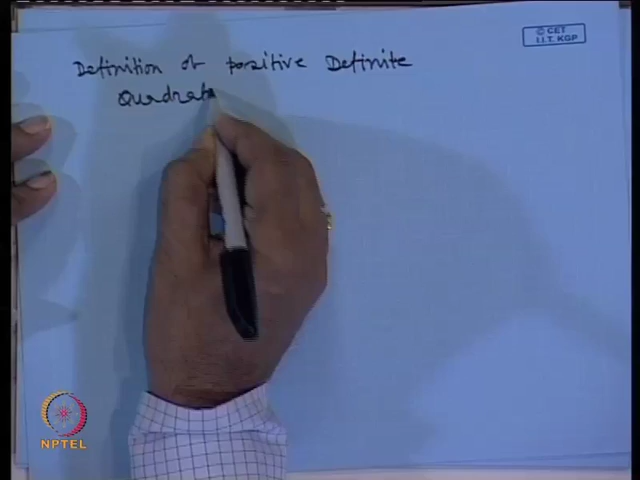 © CET
I.I.T. KGP
Definition of positive Definite
Quadrat
NPTEL